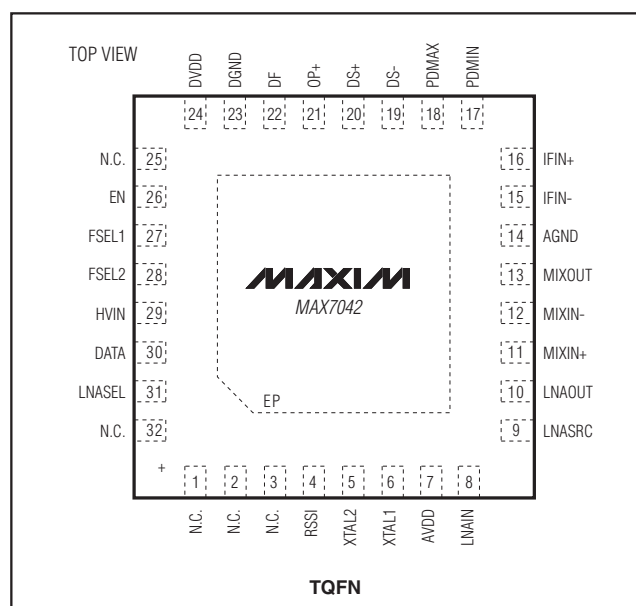 TOP VIEW
DVDD
DGND
DF
OP+
DS+
DS-
PDMAX
PDMIN
24 23 22 21 20 19 18 17
N.C. 25
EN 26
FSEL1 27
FSEL2 28
HVIN 29
DATA 30
LNASEL 31
N.C. 32
MAXIM
MAX7042
EP
16 IFIN+
15 IFIN-
14 AGND
13 MIXOUT
12 MIXIN-
11 MIXIN+
10 LNAOUT
9 LNASRC
+
1 2 3 4 5 6 7 8
N.C.
N.C.
N.C.
RSSI
XTAL2
XTAL1
AVDD
LNAIN
TQFN